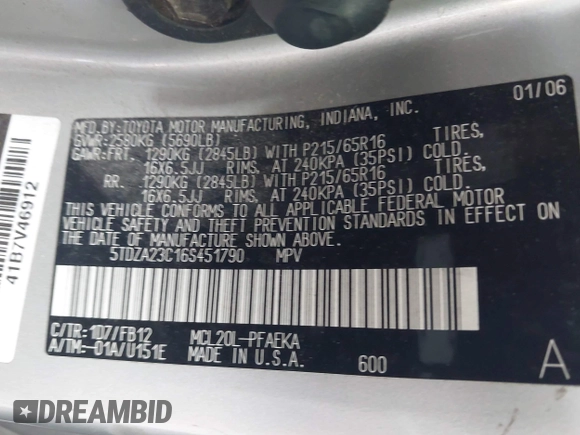 01/06
MFD.BY:TOYOTA MOTOR MANUFACTURING, INDIANA, INC.
GVWR:2580KG (5690LB)
GAWR:FRT. 1290KG (2845LB) WITH P215/65R16 TIRES,
16X6.5JJ RIMS, AT 240KPA (35PSI) COLD.
RR. 1290KG (2845LB) WITH P215/65R16 TIRES,
16X6.5JJ RIMS, AT 240KPA (35PSI) COLD.
THIS VEHICLE CONFORMS TO ALL APPLICABLE FEDERAL MOTOR
VEHICLE SAFETY AND THEFT PREVENTION STANDARDS IN EFFECT ON
THE DATE OF MANUFACTURE SHOWN ABOVE.
5TDZA23C16S451790 MPV
C/TR:1D7/FB12 MCL20L-PFAEKA
A/TM:-01A/U151E MADE IN U.S.A. 600 A
41B7V46912
DREAMBID